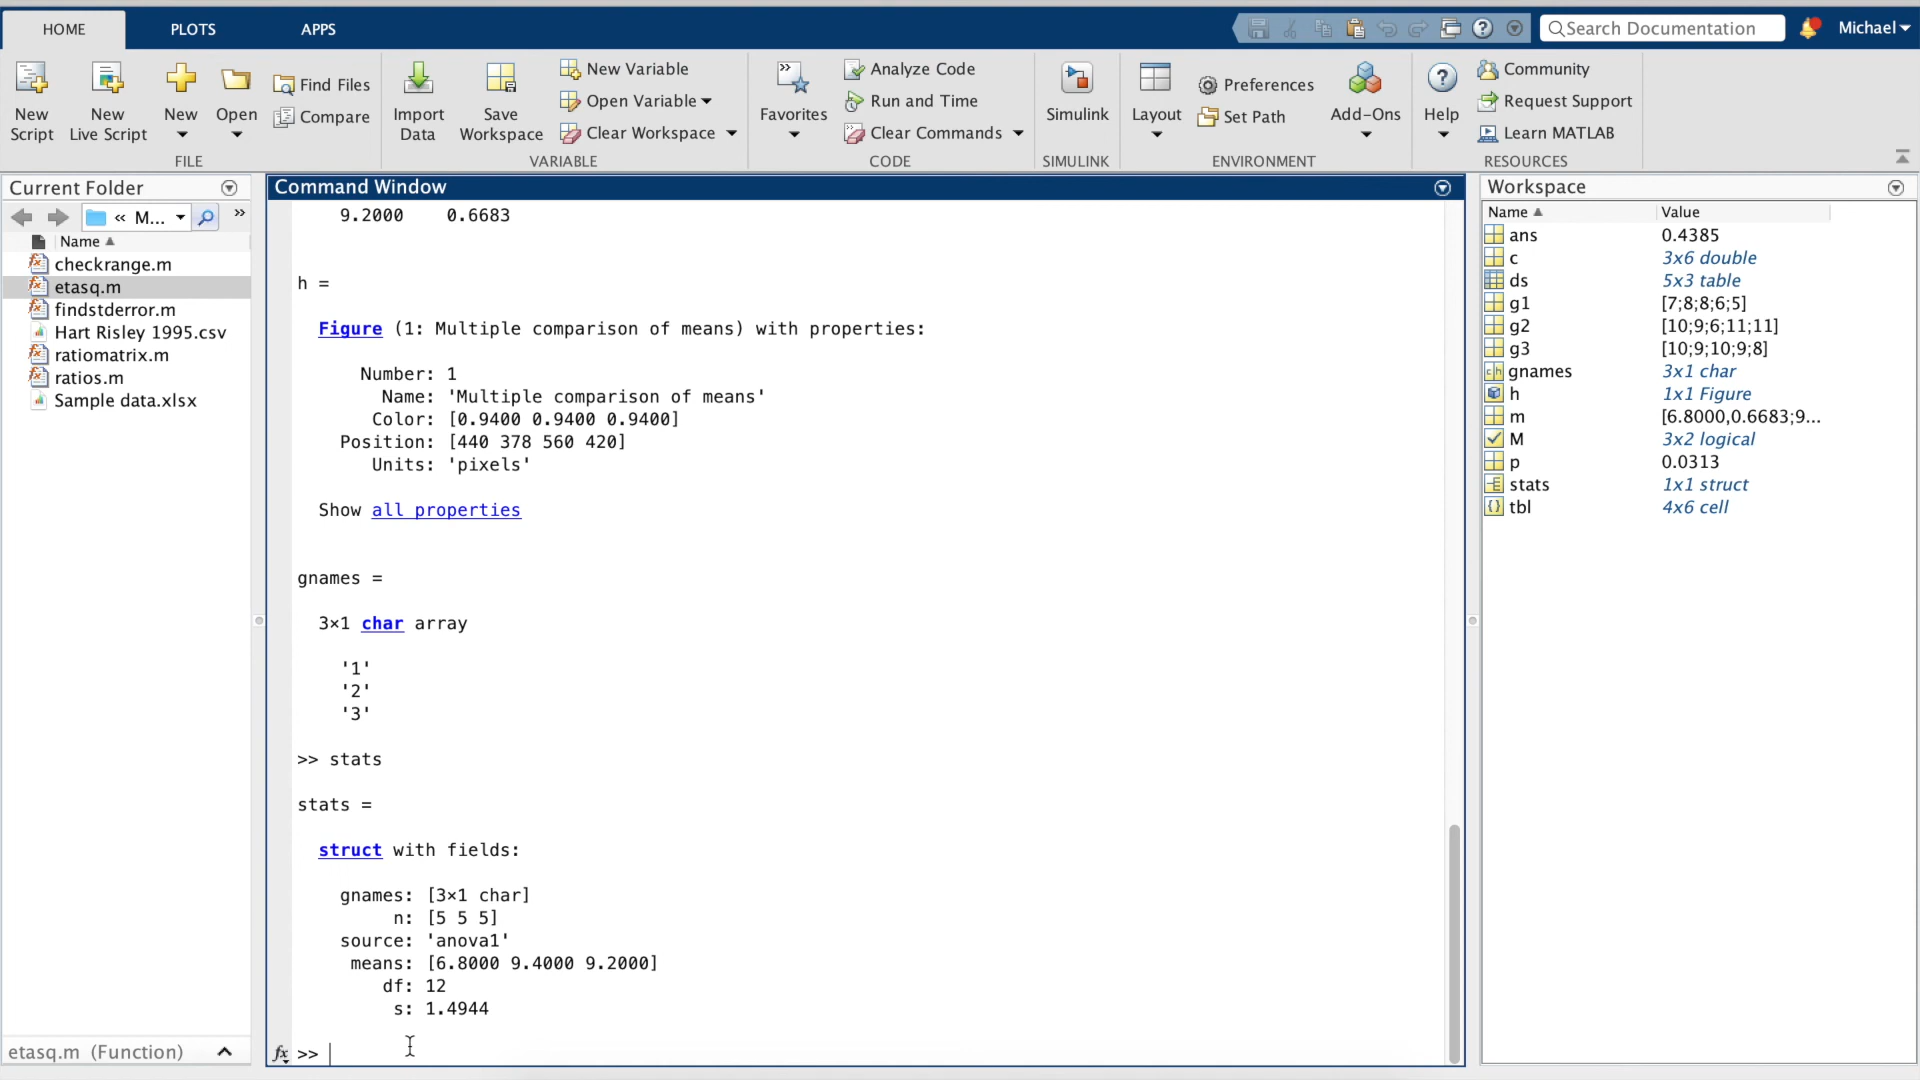 HOME PLOTS APPS
Search Documentation Michael
New Script
New Live Script
New
Open
Find Files
Compare
FILE
Import Data
Save Workspace
New Variable
Open Variable
Clear Workspace
VARIABLE
Favorites
Analyze Code
Run and Time
Clear Commands
CODE
Simulink
SIMULINK
Layout
Preferences
Set Path
Add-Ons
ENVIRONMENT
Help
Community
Request Support
Learn MATLAB
RESOURCES
Current Folder
« M... »
Name
checkrange.m
etasq.m
findstderror.m
Hart Risley 1995.csv
ratiomatrix.m
ratios.m
Sample data.xlsx
etasq.m (Function)
Command Window
9.2000 0.6683
h =
Figure (1: Multiple comparison of means) with properties:
Number: 1
Name: 'Multiple comparison of means'
Color: [0.9400 0.9400 0.9400]
Position: [440 378 560 420]
Units: 'pixels'
Show all properties
gnames =
3×1 char array
'1'
'2'
'3'
>> stats
stats =
struct with fields:
gnames: [3×1 char]
n: [5 5 5]
source: 'anova1'
means: [6.8000 9.4000 9.2000]
df: 12
s: 1.4944
fx >>
Workspace
Name Value
ans 0.4385
c 3x6 double
ds 5x3 table
g1 [7;8;8;6;5]
g2 [10;9;6;11;11]
g3 [10;9;10;9;8]
gnames 3x1 char
h 1x1 Figure
m [6.8000,0.6683;9...
M 3x2 logical
p 0.0313
stats 1x1 struct
tbl 4x6 cell